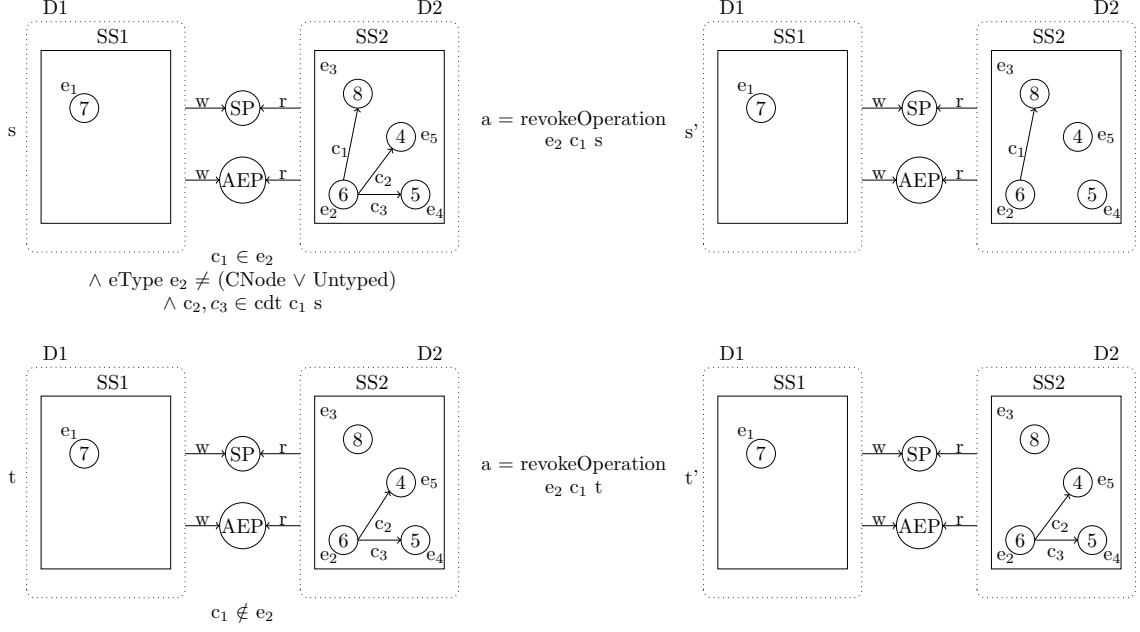 D1 D2 D1 D2
SS1 SS2 SS1 SS2
e1 7 w SP r e3 8 c1 4 e5 c2
s
w AEP r 6 e2 c3 5 e4
a = revokeOperation
e2 c1 s
s'
e1 7 w SP r e3 8 c1 4 e5
w AEP r 6 e2 5 e4
c1 ∈ e2
∧ eType e2 ≠ (CNode ∨ Untyped)
∧ c2, c3 ∈ cdt c1 s
D1 D2 D1 D2
SS1 SS2 SS1 SS2
e1 7 w SP r e3 8 4 e5 c2
t
w AEP r 6 e2 c3 5 e4
a = revokeOperation
e2 c1 t
t'
e1 7 w SP r e3 8 4 e5 c2
w AEP r 6 e2 c3 5 e4
c1 ∉ e2